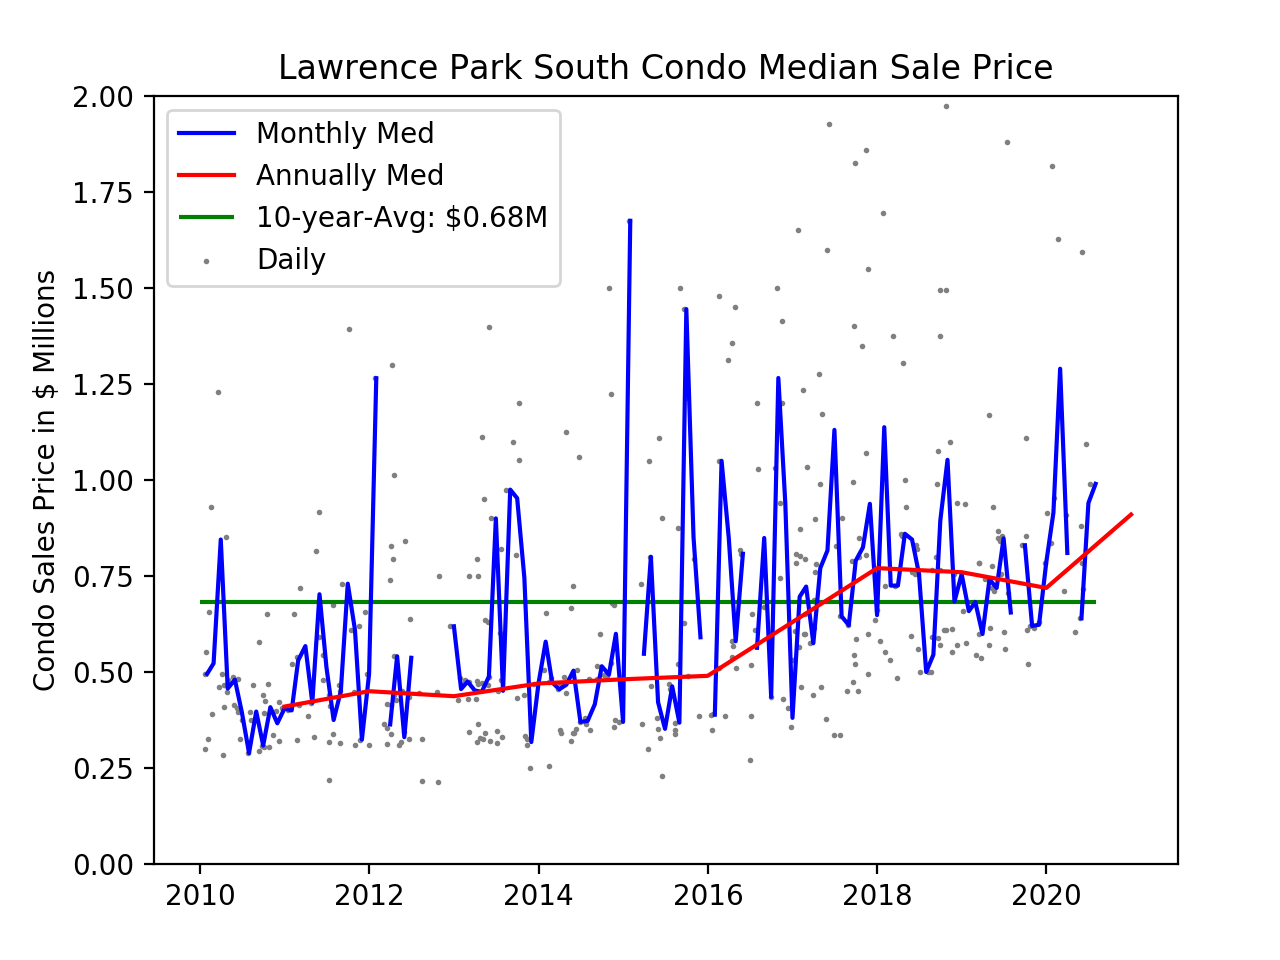 Lawrence Park South Condo Median Sale Price
Condo Sales Price in $ Millions
2.00
1.75
1.50
1.25
1.00
0.75
0.50
0.25
0.00
Monthly Med
Annually Med
10-year-Avg: $0.68M
Daily
2010 2012 2014 2016 2018 2020